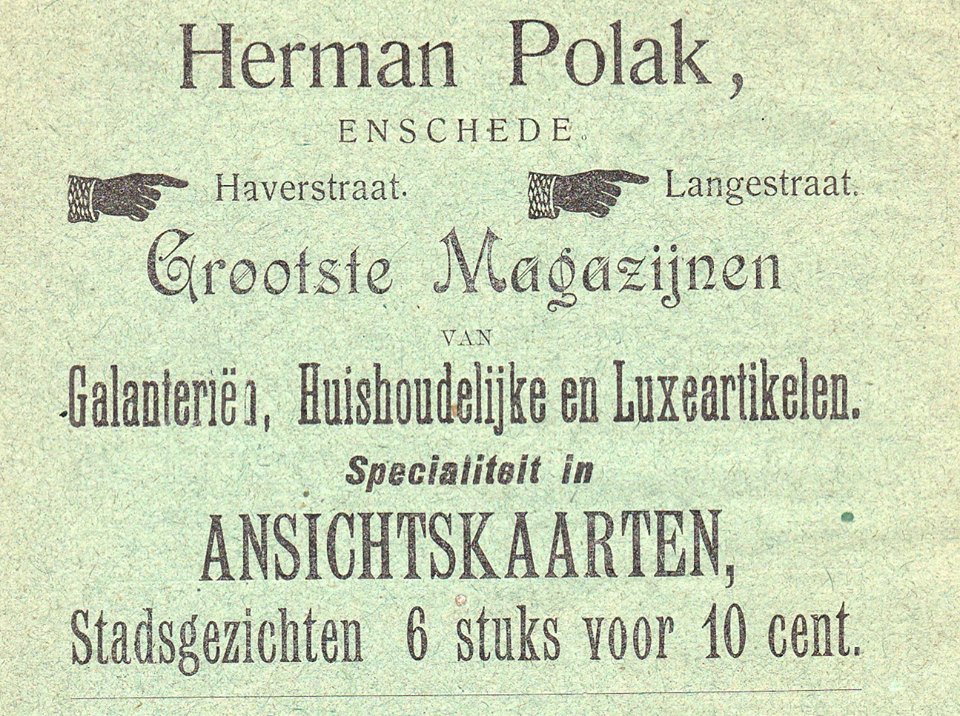 Herman Polak,
ENSCHEDE.
Haverstraat. Langestraat.
Grootste Magazijnen
VAN
Galanteriën, Huishoudelijke en Luxeartikelen.
Specialiteit in
ANSICHTSKAARTEN,
Stadsgezichten 6 stuks voor 10 cent.